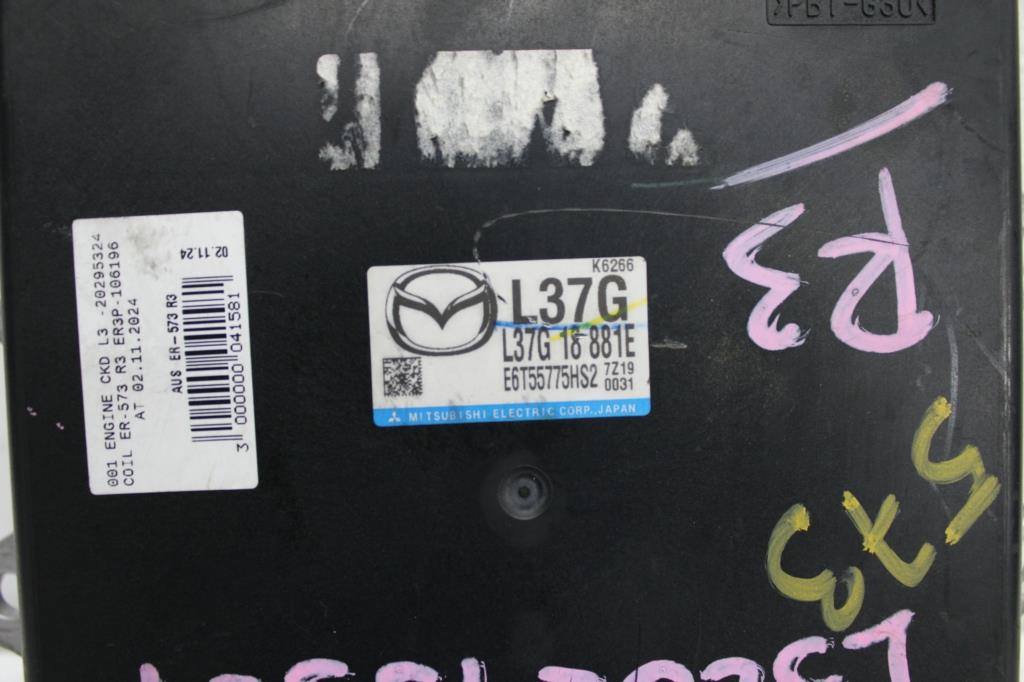 >PBT-G30<
K6266
L37G
L37G 18 881E
E6T55775HS2 7Z19
0031
MITSUBISHI ELECTRIC CORP., JAPAN
001 ENGINE CKD L3 -20295324
COIL ER-573 R3 ER3P-106196
AT 02.11.2024
02.11.24
AUS ER-573 R3
3 000000 041581
R3
573